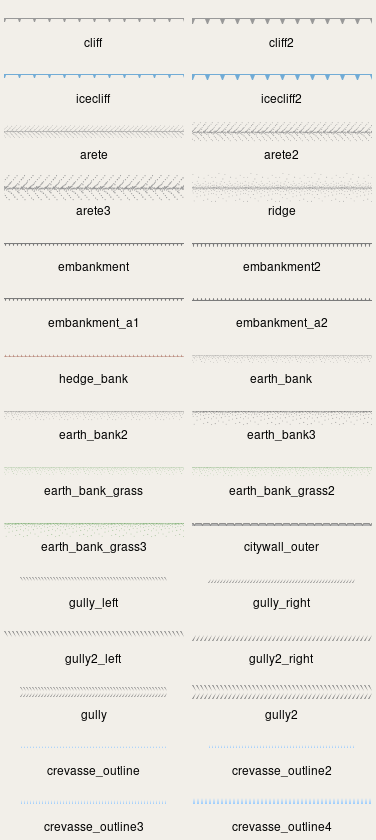 cliff
cliff2
icecliff
icecliff2
arete
arete2
arete3
ridge
embankment
embankment2
embankment_a1
embankment_a2
hedge_bank
earth_bank
earth_bank2
earth_bank3
earth_bank_grass
earth_bank_grass2
earth_bank_grass3
citywall_outer
gully_left
gully_right
gully2_left
gully2_right
gully
gully2
crevasse_outline
crevasse_outline2
crevasse_outline3
crevasse_outline4